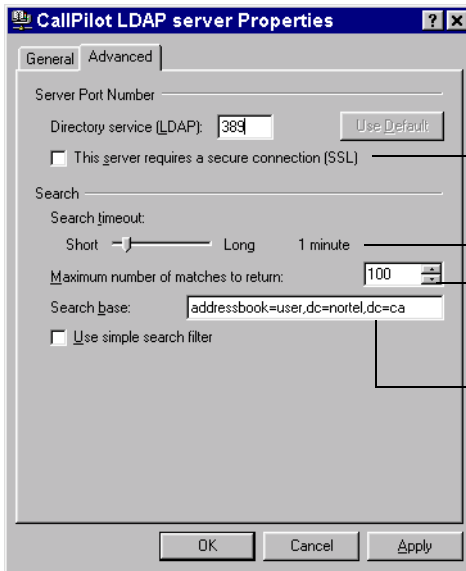 CallPilot LDAP server Properties
General Advanced
Server Port Number
Directory service (LDAP): 389 Use Default
This server requires a secure connection (SSL)
Search
Search timeout:
Short Long 1 minute
Maximum number of matches to return: 100
Search base: addressbook=user,dc=nortel,dc=ca
Use simple search filter
OK Cancel Apply